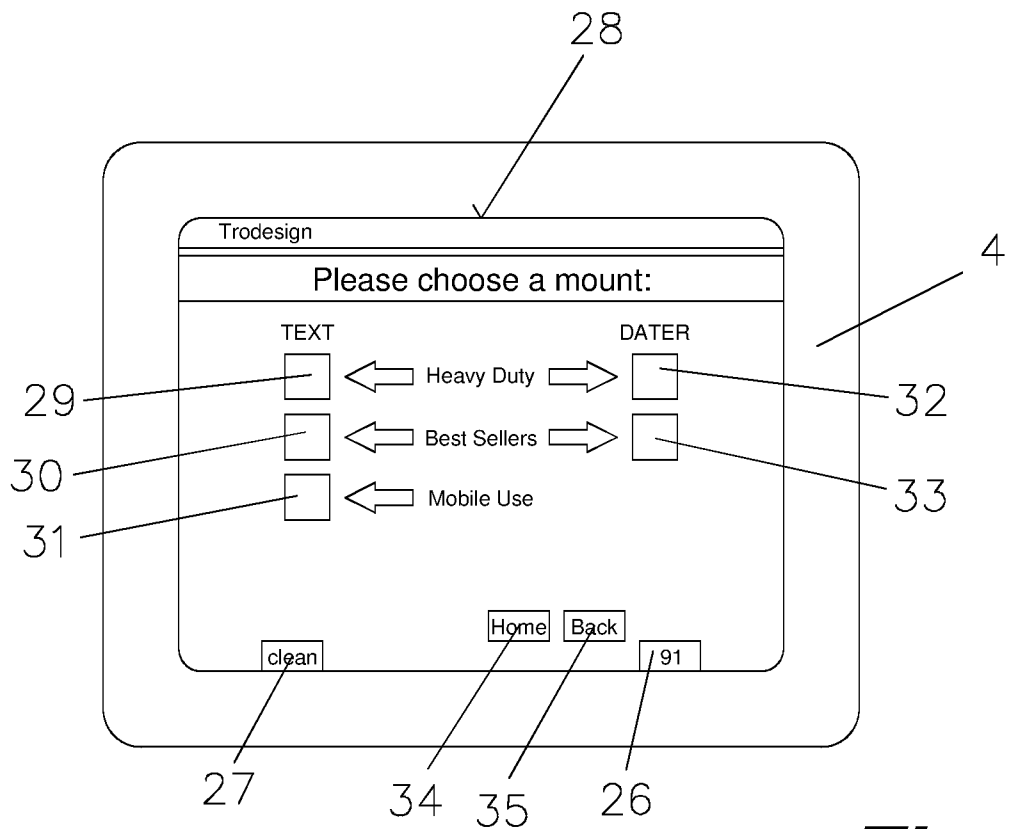 28
Trodesign
4
Please choose a mount:
TEXT DATER
29 Heavy Duty 32
30 Best Sellers 33
31 Mobile Use
Home Back
clean 91
27 34 35 26